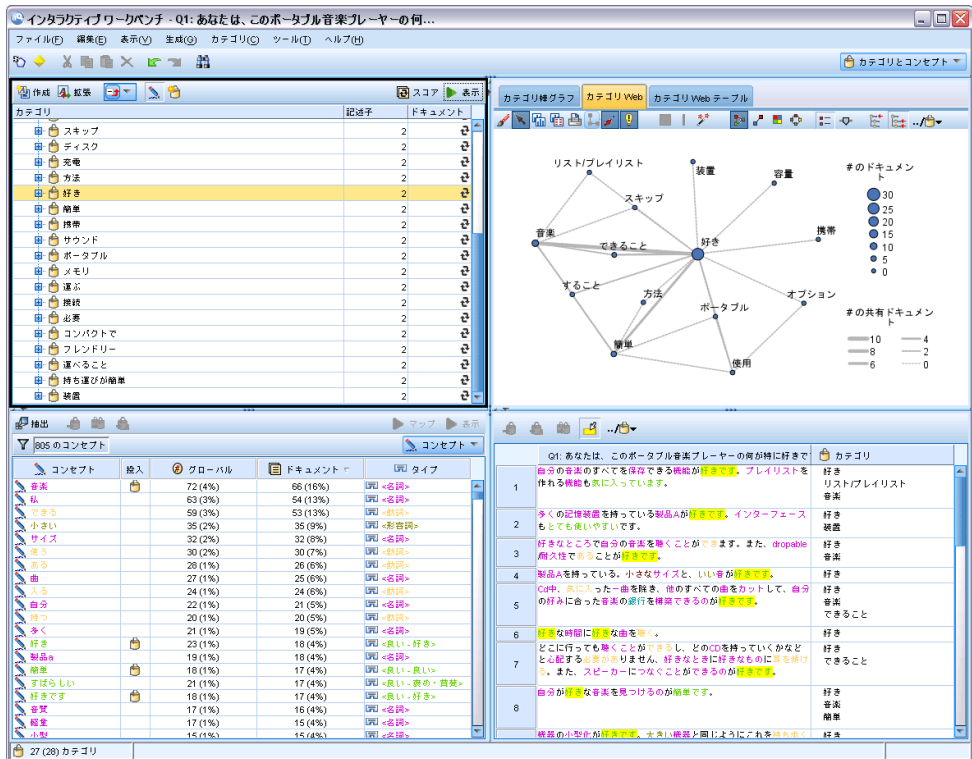 インタラクティブ ワークベンチ - Q1: あなたは、このポータブル音楽プレーヤーの何...
ファイル(F) 編集(E) 表示(V) 生成(G) カテゴリ(C) ツール(T) ヘルプ(H)
カテゴリとコンセプト
作成 拡張 スコア 表示
カテゴリ 記述子 ドキュメント
スキップ 2
ディスク 2
充電 2
方法 2
好き 2
簡単 2
携帯 2
サウンド 2
ポータブル 2
メモリ 2
運ぶ 2
接続 2
必要 2
コンパクトで 2
フレンドリー 2
運べること 2
持ち運びが簡単 2
装置 2
カテゴリ棒グラフ カテゴリ Web カテゴリ Web テーブル
../
リスト/プレイリスト
装置
容量
スキップ
音楽
できること
好き
携帯
すること
方法
ポータブル
オプション
簡単
使用
#のドキュメント
30
25
20
15
10
5
0
#の共有ドキュメント
10 4
8 2
6 0
抽出 マップ 表示
805 のコンセプト コンセプト
コンセプト 投入 グローバル ドキュメント タイプ
音楽 72 (4%) 66 (16%) <名詞>
私 63 (3%) 54 (13%) <名詞>
できる 59 (3%) 53 (13%) <動詞>
小さい 35 (2%) 35 (9%) <形容詞>
サイズ 32 (2%) 32 (8%) <名詞>
使う 30 (2%) 30 (7%) <動詞>
ある 28 (1%) 26 (6%) <動詞>
曲 27 (1%) 25 (6%) <名詞>
入る 24 (1%) 24 (6%) <動詞>
自分 22 (1%) 21 (5%) <名詞>
持つ 20 (1%) 20 (5%) <動詞>
多く 21 (1%) 19 (5%) <名詞>
好き 23 (1%) 18 (4%) <良い - 好き>
製品a 19 (1%) 18 (4%) <名詞>
簡単 18 (1%) 17 (4%) <良い - 良い>
すばらしい 21 (1%) 17 (4%) <良い - 褒め・賞賛>
好きです 18 (1%) 17 (4%) <良い - 好き>
音質 17 (1%) 16 (4%) <名詞>
軽量 17 (1%) 15 (4%) <名詞>
小型 15 (1%) 15 (4%) <名詞>
../
Q1: あなたは、このポータブル音楽プレーヤーの何が特に好きで カテゴリ
1
自分の音楽のすべてを保存できる機能が好きです。プレイリストを
作れる機能も気に入っています。
好き
リスト/プレイリスト
音楽
2
多くの記憶装置を持っている製品Aが好きです。インターフェース
もとても使いやすいです。
好き
装置
3
好きなところで自分の音楽を聴くことができます。また、dropable
/耐久性であることが好きです。
好き
音楽
4
製品Aを持っている。小さなサイズと、いい音が好きです。
好き
5
Cd中、気に入った一曲を除き、他のすべての曲をカットして、自分
の好みに合った音楽の銀行を構築できるのが好きです。
好き
音楽
できること
6
好きな時間に好きな曲を聴く。
好き
7
どこに行っても聴くことができるし、どのCDを持っていくかなど
と心配する必要がありません、好きなときに好きなものに耳を傾け
る。また、スピーカーにつなぐことができるのが好きです。
好き
できること
8
自分が好きな音楽を見つけるのが簡単です。
好き
音楽
簡単
機器の小型化が好きです。大きい機器と同じようにこれを持ち歩く
好き
27 (28) カテゴリ